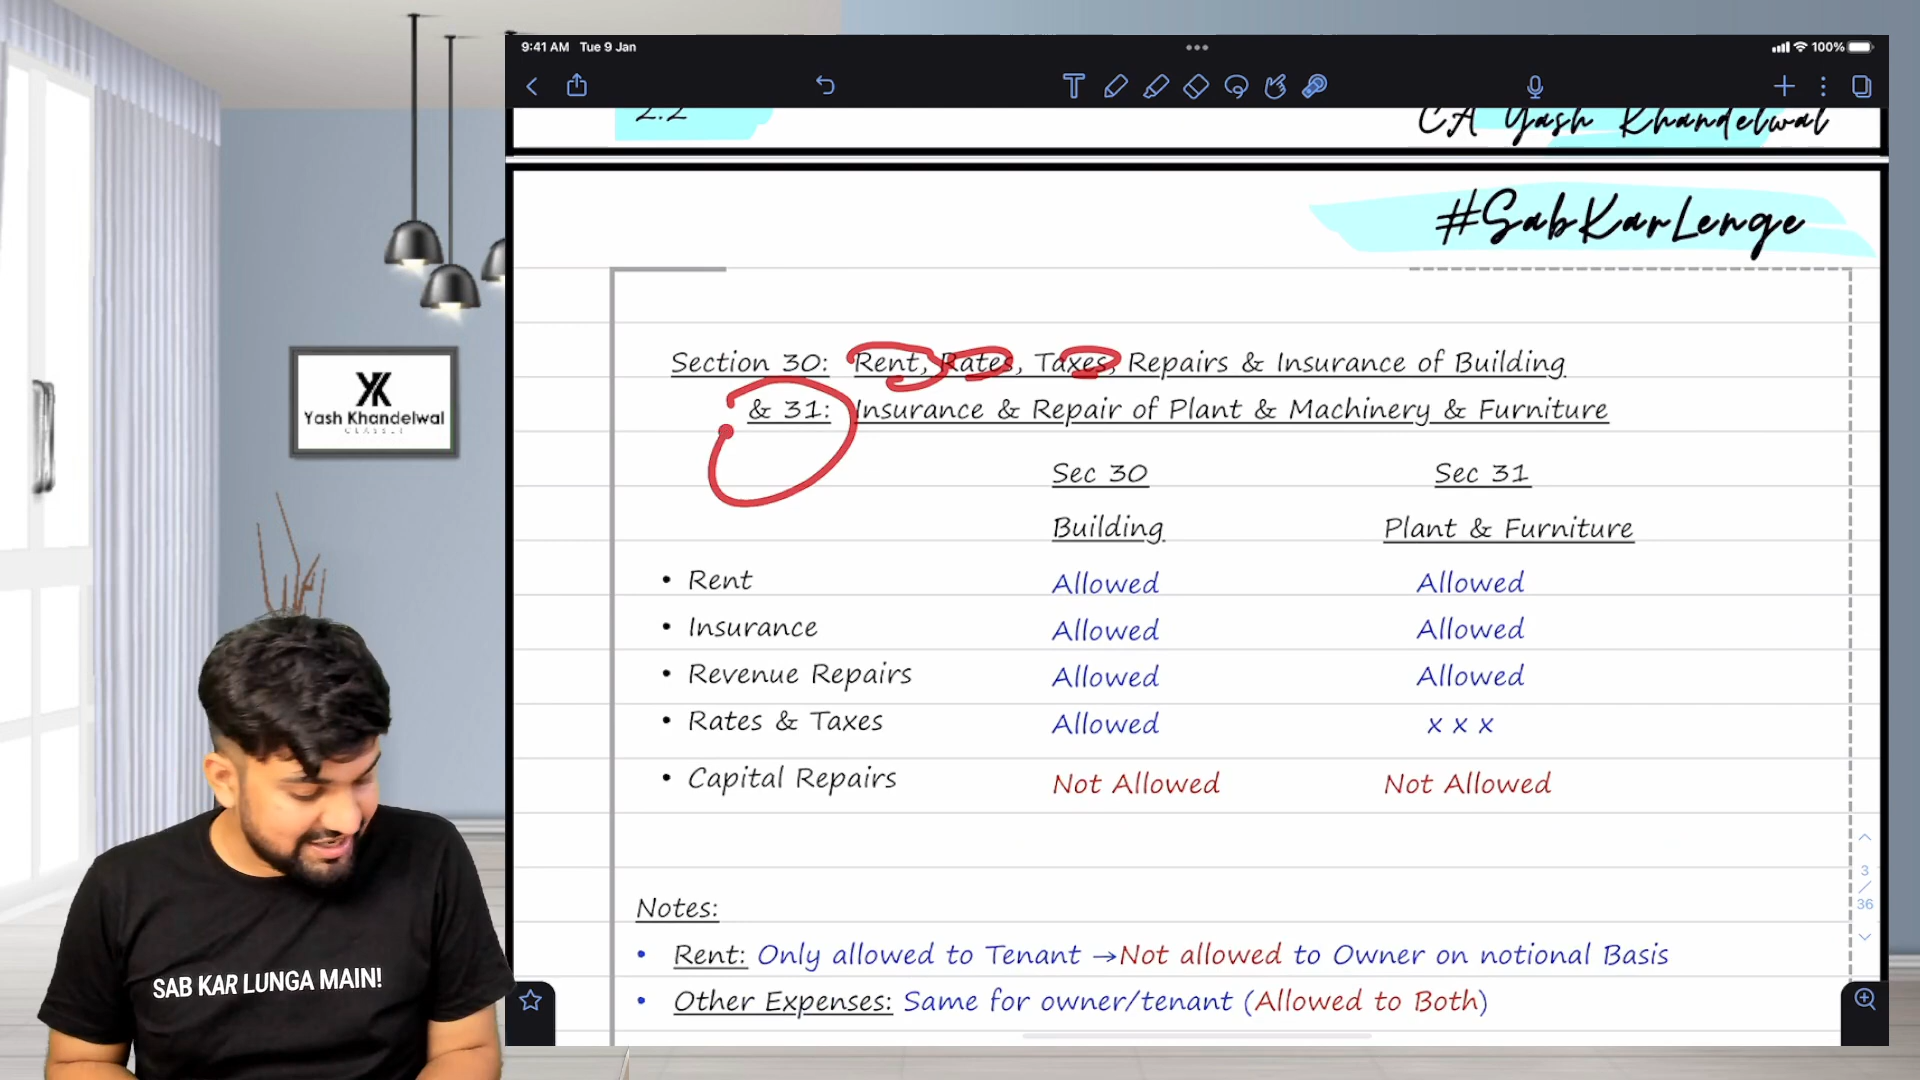 9:41 AM Tue 9 Jan
100%
2.2
CA Yash Khandelwal
#SabKarLenge
Section 30: Rent, Rates, Taxes, Repairs & Insurance of Building
& 31: Insurance & Repair of Plant & Machinery & Furniture
Sec 30 Sec 31
Building Plant & Furniture
• Rent Allowed Allowed
• Insurance Allowed Allowed
• Revenue Repairs Allowed Allowed
• Rates & Taxes Allowed x x x
• Capital Repairs Not Allowed Not Allowed
Notes:
• Rent: Only allowed to Tenant → Not allowed to Owner on notional Basis
• Other Expenses: Same for owner/tenant (Allowed to Both)
3
/
36
YK
Yash Khandelwal
CLASSES
SAB KAR LUNGA MAIN!